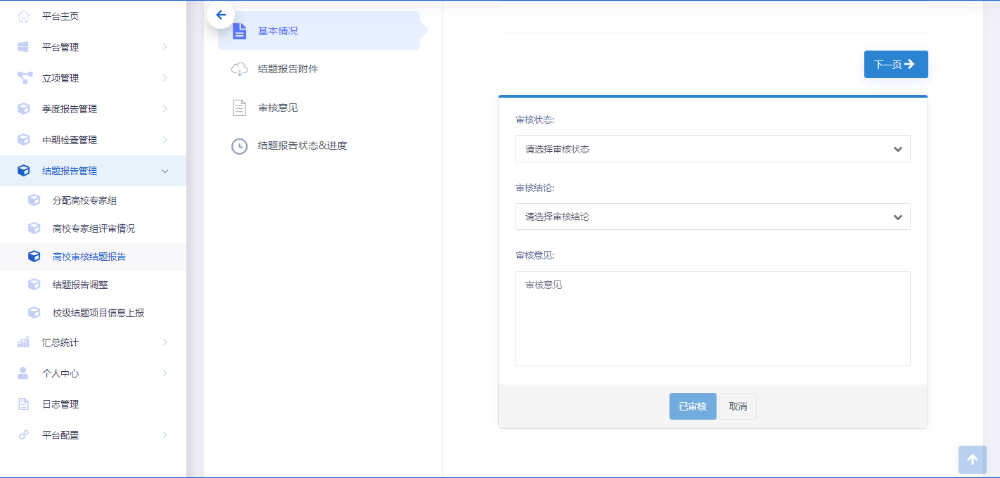 平台主页
平台管理
立项管理
季度报告管理
中期检查管理
结题报告管理
分配高校专家组
高校专家组评审情况
高校审核结题报告
结题报告调整
校级结题项目信息上报
汇总统计
个人中心
日志管理
平台配置
基本情况
结题报告附件
审核意见
结题报告状态&进度
下一页
审核状态:
请选择审核状态
审核结论:
请选择审核结论
审核意见:
审核意见
已审核
取消